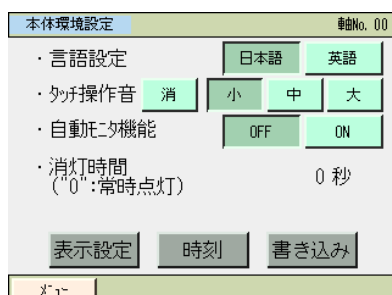 本体環境設定 軸No. 00
・言語設定 日本語 英語
・ﾀｯﾁ操作音 消 小 中 大
・自動ﾓﾆﾀ機能 OFF ON
・消灯時間 0 秒
("0":常時点灯)
表示設定 時刻 書き込み
ﾒﾆｭｰ